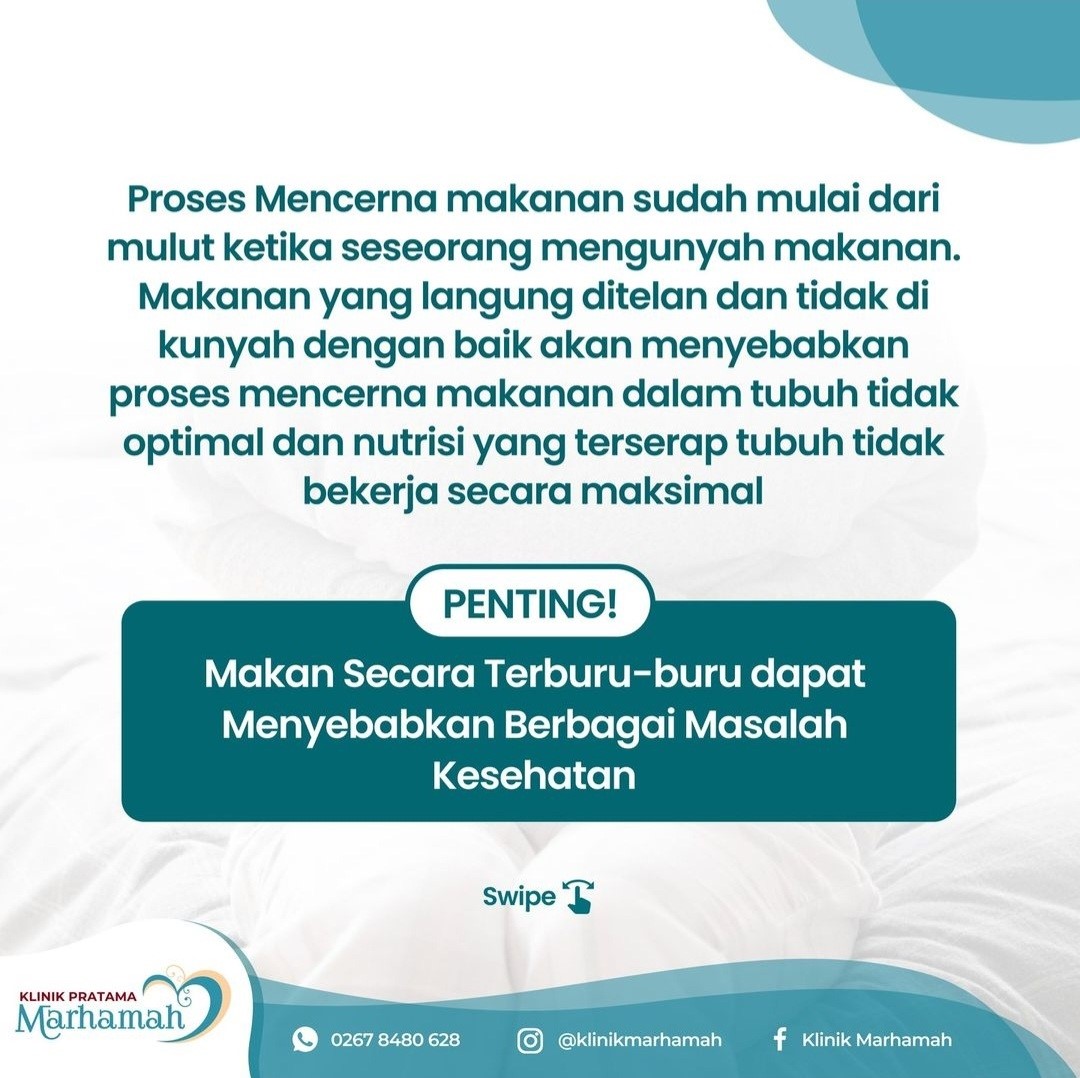 Proses Mencerna makanan sudah mulai dari
mulut ketika seseorang mengunyah makanan.
Makanan yang langung ditelan dan tidak di
kunyah dengan baik akan menyebabkan
proses mencerna makanan dalam tubuh tidak
optimal dan nutrisi yang terserap tubuh tidak
bekerja secara maksimal
PENTING!
Makan Secara Terburu-buru dapat
Menyebabkan Berbagai Masalah
Kesehatan
Swipe
KLINIK PRATAMA
Marhamah
0267 8480 628
@klinikmarhamah
Klinik Marhamah